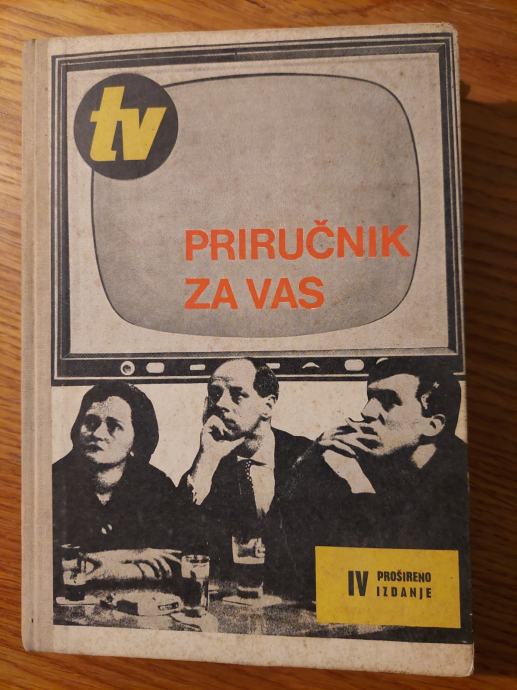 tv
PRIRUČNIK
ZA VAS
IV PROŠIRENO
IZDANJE